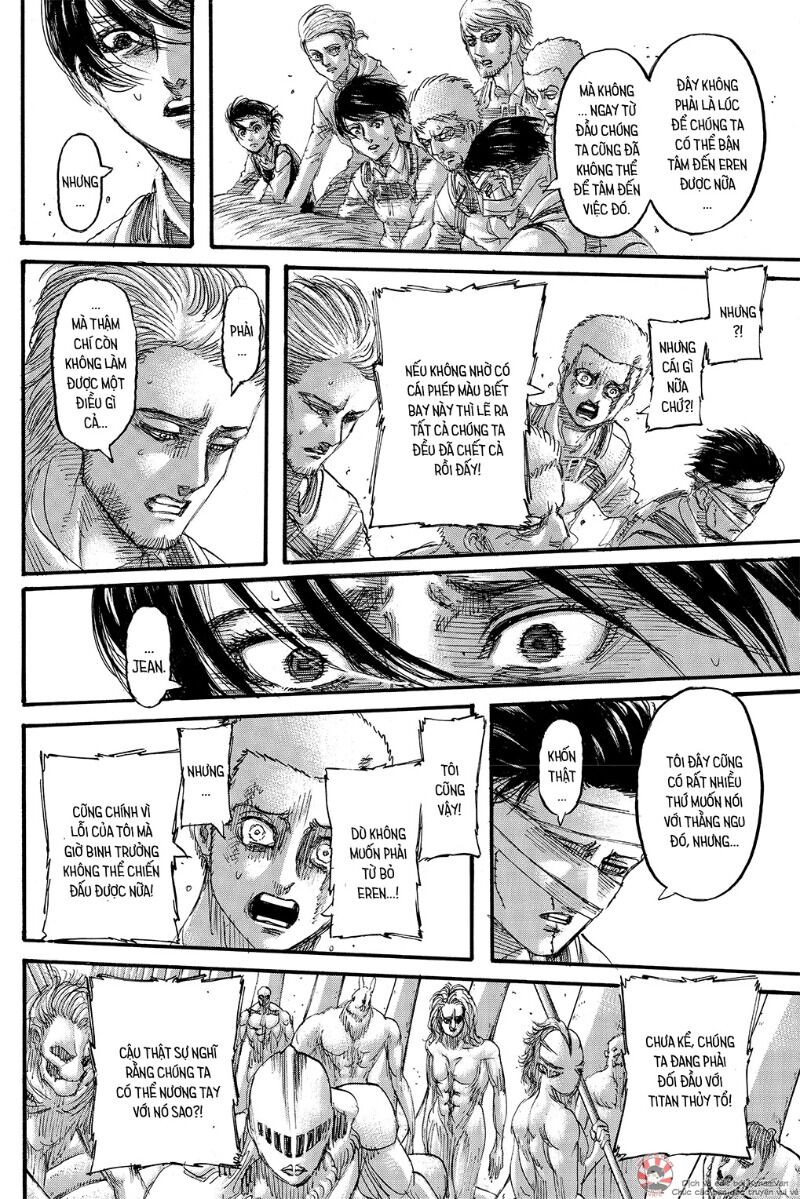 ĐÂY KHÔNG
PHẢI LÀ LÚC
ĐỂ CHÚNG TA
CÓ THỂ BẬN
TÂM ĐẾN EREN
ĐƯỢC NỮA
...
MÀ KHÔNG
... NGAY TỪ
ĐẦU CHÚNG
TA CŨNG ĐÃ
KHÔNG THỂ
ĐỂ TÂM ĐẾN
VIỆC ĐÓ.
NHƯNG
...
NHƯNG
?!
NHƯNG
CÁI GÌ
NỮA
CHỨ?!
NẾU KHÔNG NHỜ CÓ
CÁI PHÉP MÀU BIẾT
BAY NÀY THÌ LẼ RA
TẤT CẢ CHÚNG TA
ĐỀU ĐÃ CHẾT CẢ
RỒI ĐẤY!
PHẢI
...
...
MÀ THẬM
CHÍ CÒN
KHÔNG LÀM
ĐƯỢC MỘT
ĐIỀU GÌ
CẢ...
...
JEAN.
TÔI ĐÂY CŨNG
CÓ RẤT NHIỀU
THỨ MUỐN NÓI
VỚI THẰNG NGU
ĐÓ, NHƯNG...
KHỐN
THẬT
...
TÔI
CŨNG
VẬY!
DÙ KHÔNG
MUỐN PHẢI
TỪ BỎ
EREN...!
NHƯNG
...
CŨNG CHÍNH VÌ
LỖI CỦA TÔI MÀ
GIỜ BINH TRƯỞNG
KHÔNG THỂ CHIẾN
ĐẤU ĐƯỢC NỮA!
CHƯA KỂ, CHÚNG
TA ĐANG PHẢI
ĐỐI ĐẦU VỚI
TITAN THỦY TỔ!
CẬU THẬT SỰ NGHĨ
RẰNG CHÚNG TA
CÓ THỂ NƯƠNG TAY
VỚI NÓ SAO?!